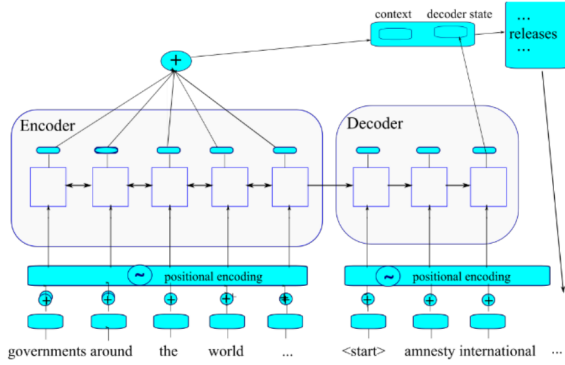 context decoder state
...
releases
...
+
Encoder
Decoder
~ positional encoding
~ positional encoding
+ + + + + + + +
governments around the world ... <start> amnesty international ...